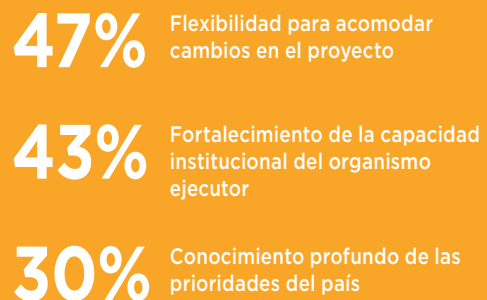 47% Flexibilidad para acomodar
cambios en el proyecto
43% Fortalecimiento de la capacidad
institucional del organismo
ejecutor
30% Conocimiento profundo de las
prioridades del país